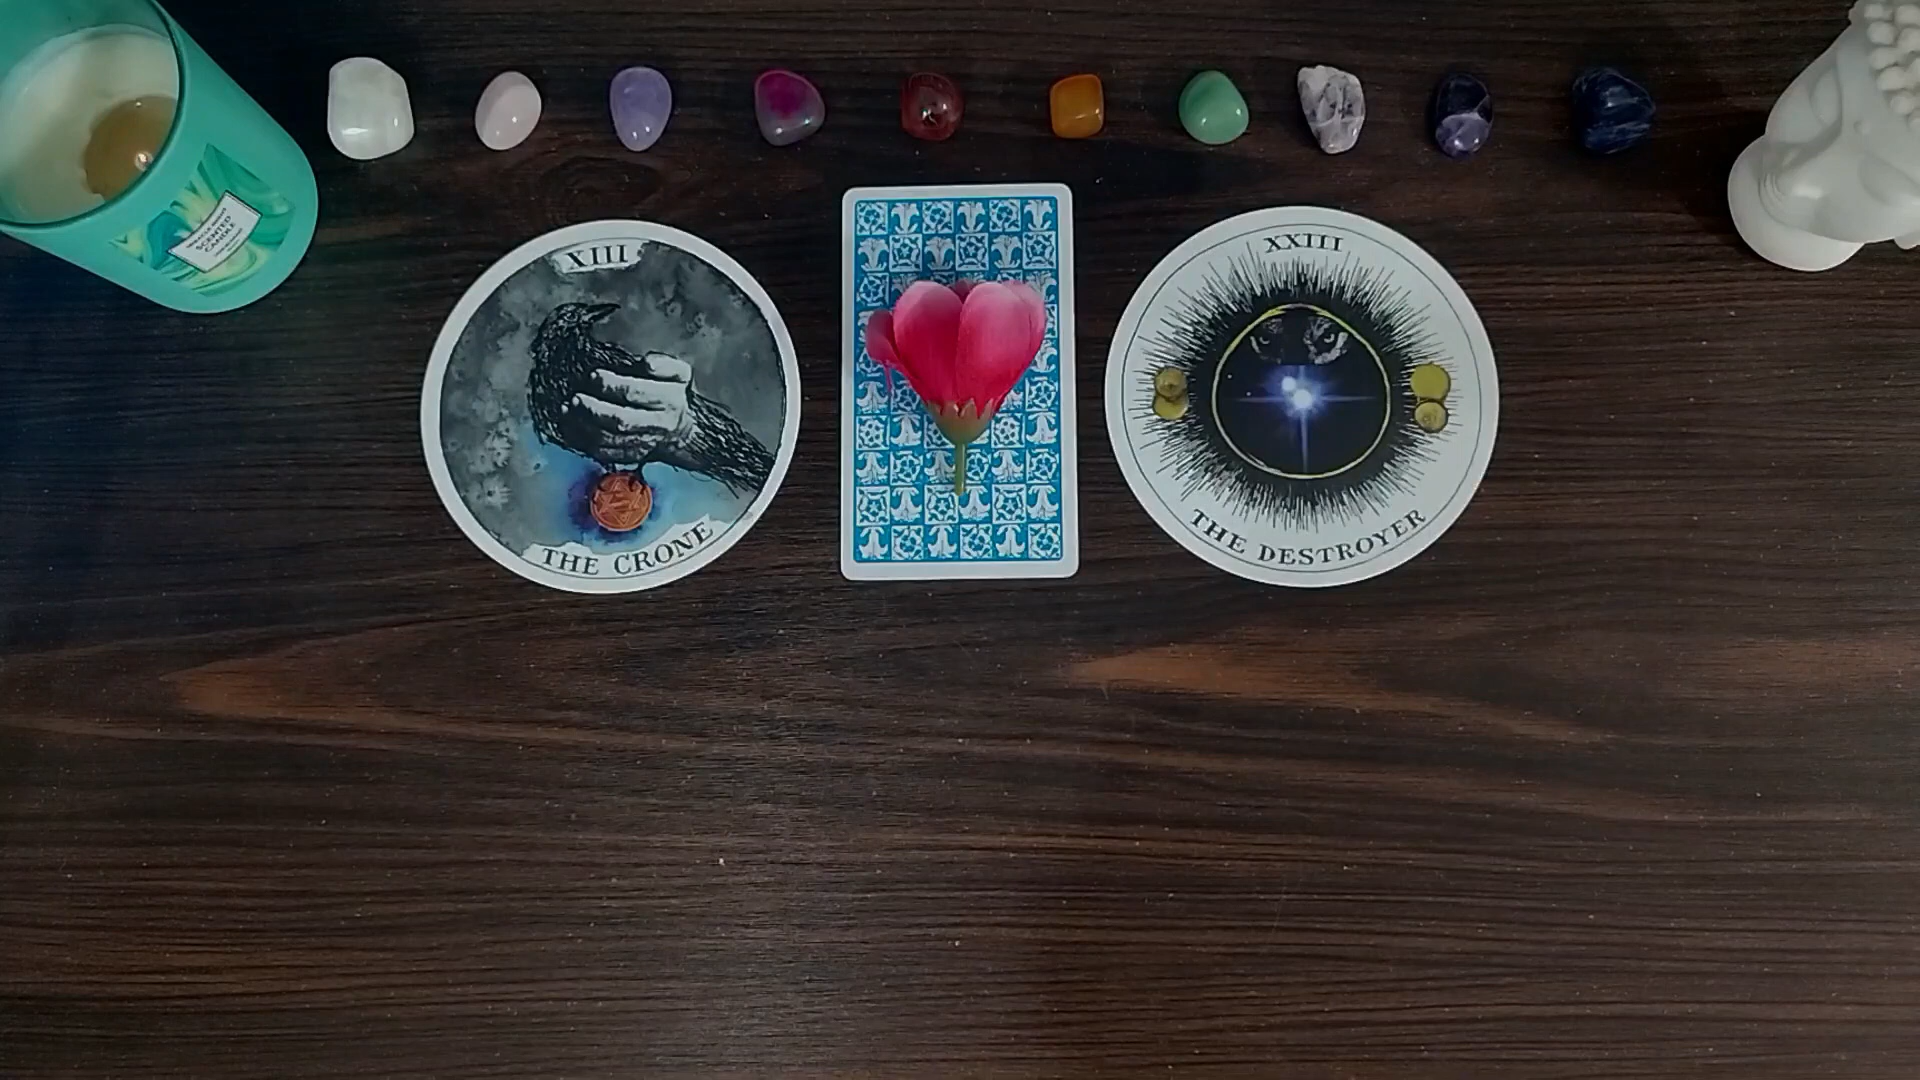 SCENTED
CANDLE
XIII
THE CRONE
XXIII
THE DESTROYER